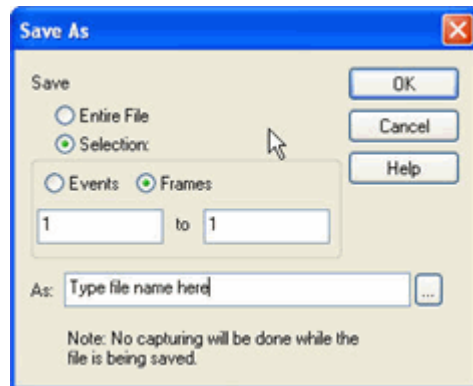 Save As
Save
OK
Entire File
Cancel
Selection:
Help
Events Frames
1 to 1
As: Type file name here ...
Note: No capturing will be done while the
file is being saved.